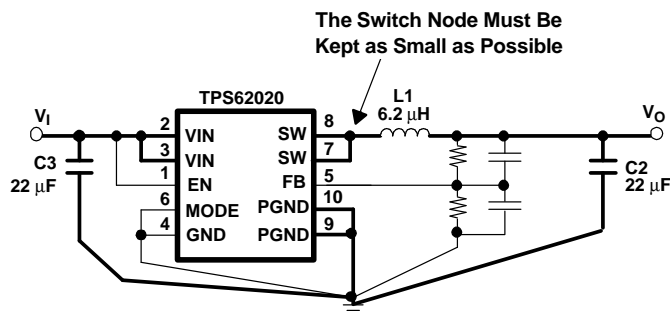 The Switch Node Must Be
Kept as Small as Possible
TPS62020
L1
6.2 µH
VI
VO
2
VIN
8
SW
3
VIN
7
SW
C3
22 µF
1
EN
5
FB
C2
22 µF
6
MODE
10
PGND
4
GND
9
PGND